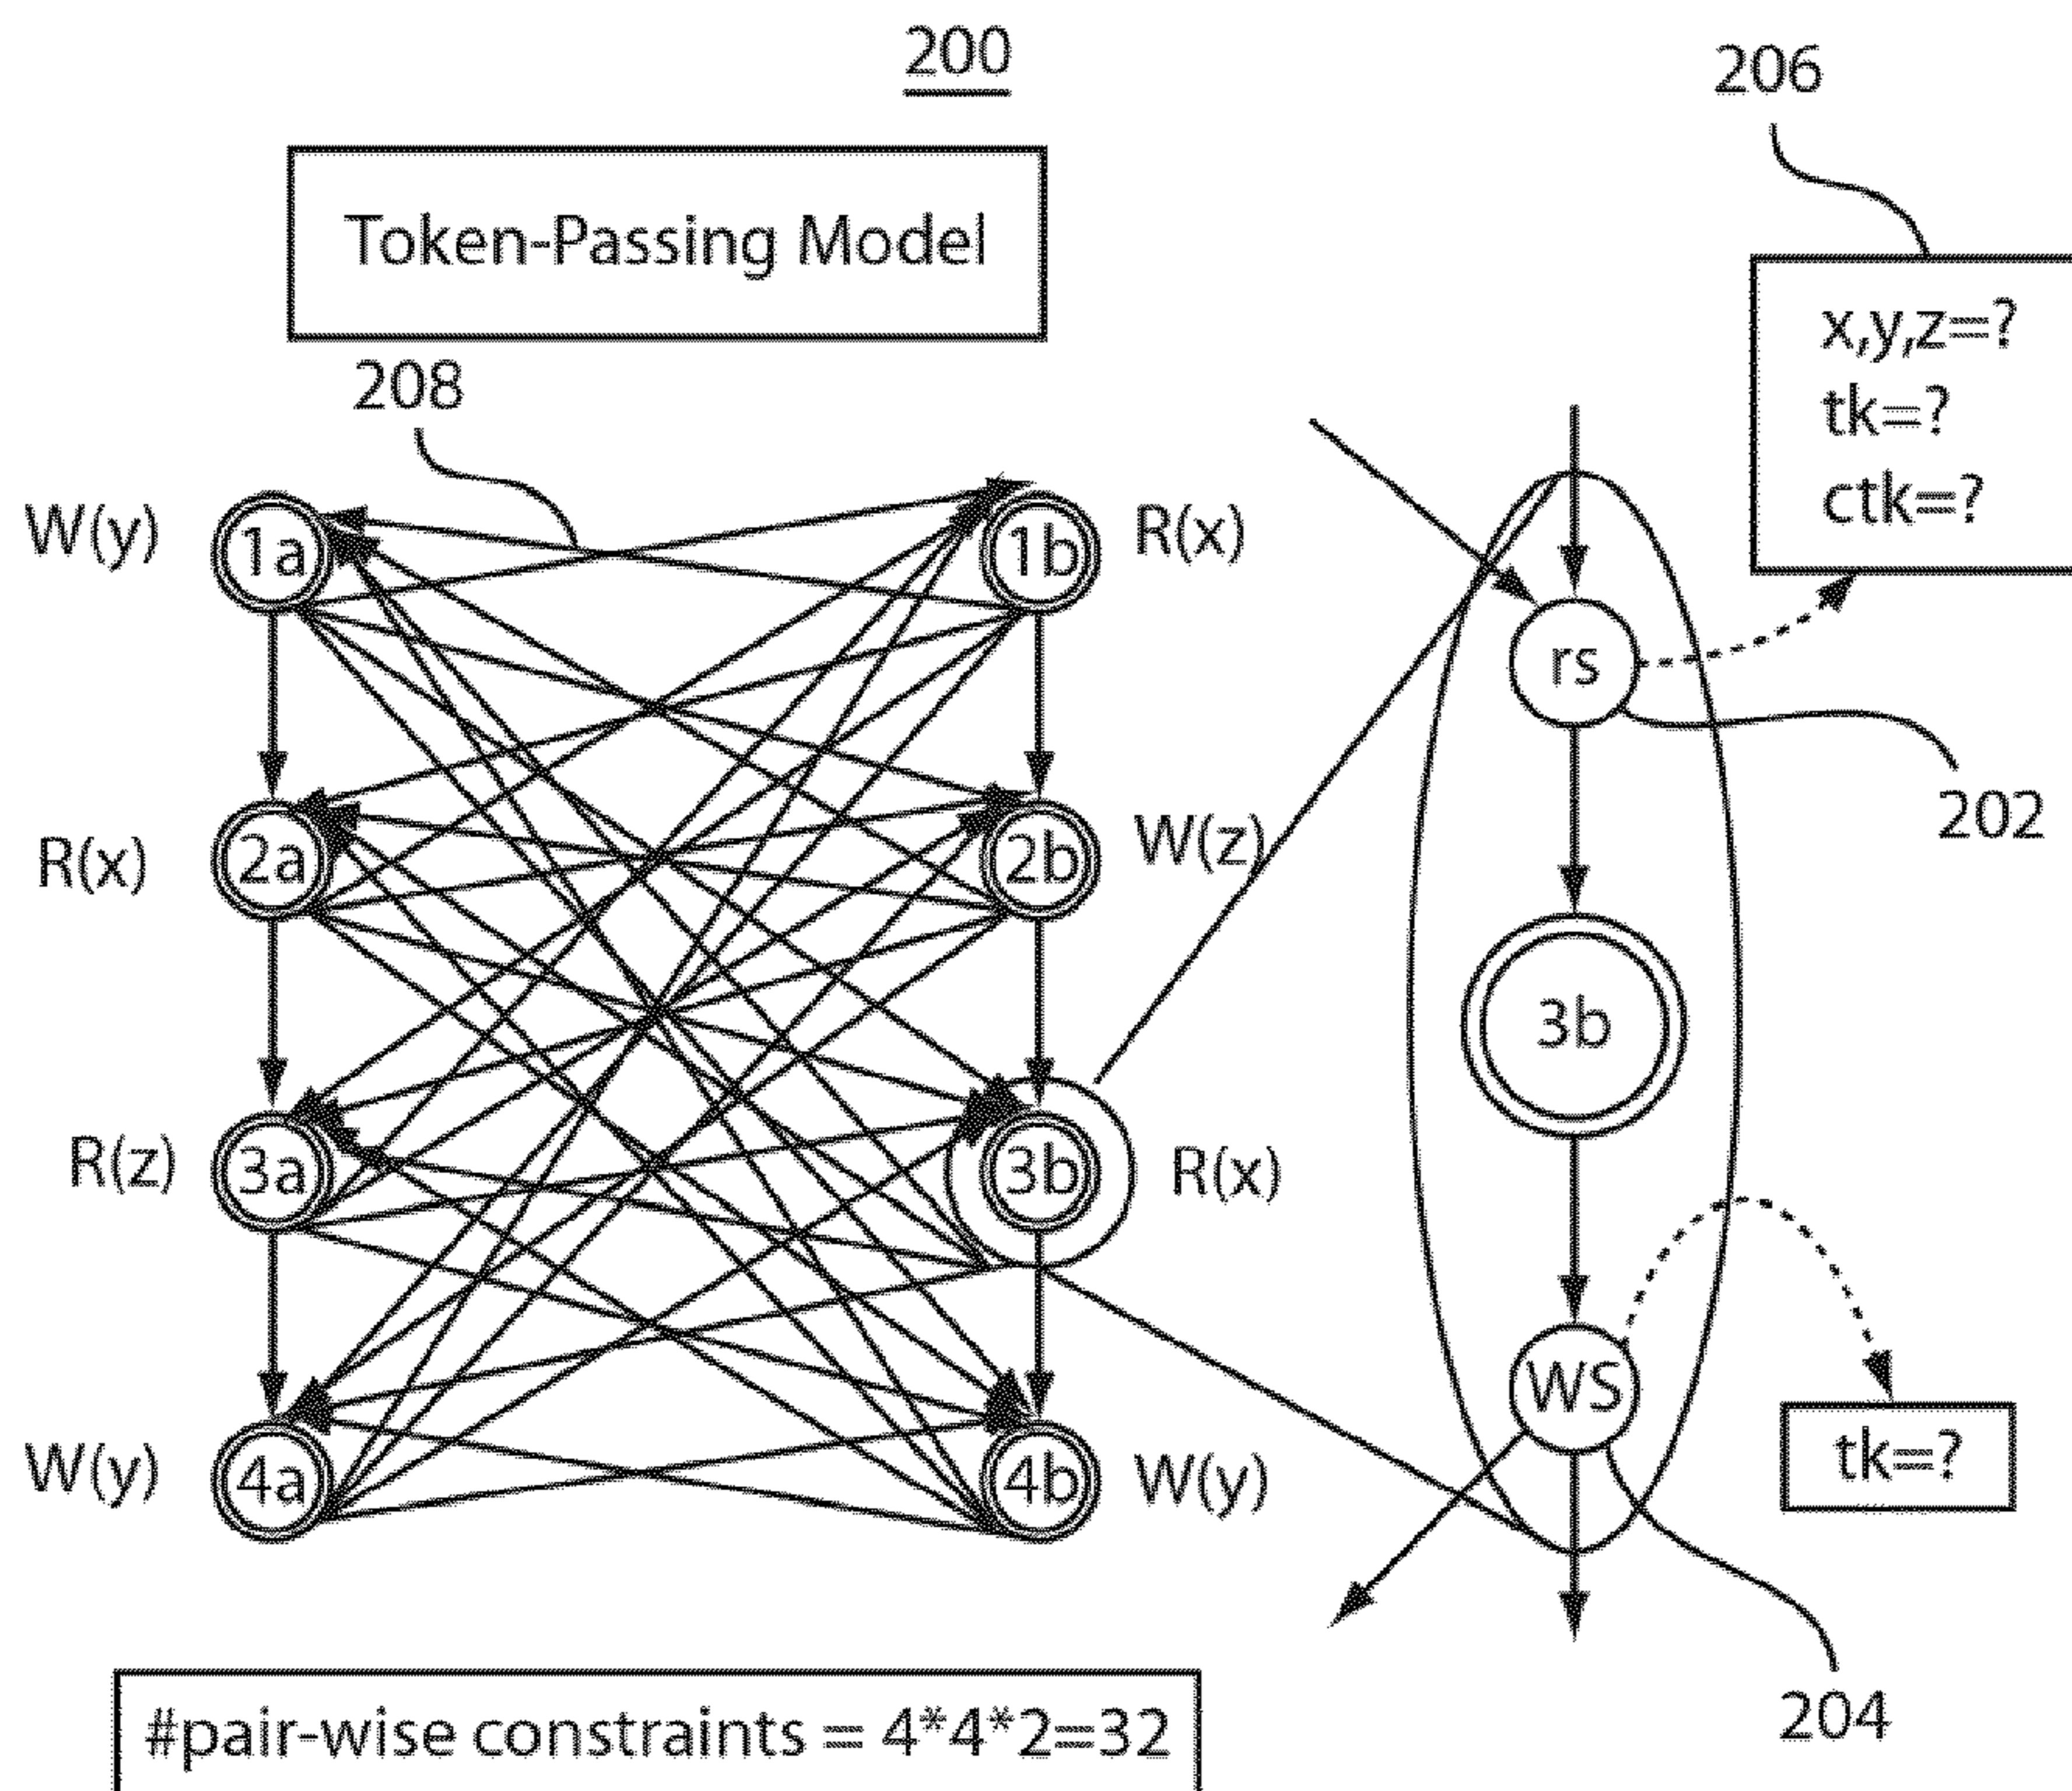 200
206
Token-Passing Model
x,y,z=?
tk=?
ctk=?
208
W(y)
1a
1b
R(x)
rs
202
R(x)
2a
2b
W(z)
3b
R(z)
3a
3b
R(x)
WS
tk=?
W(y)
4a
4b
W(y)
204
#pair-wise constraints = 4*4*2=32